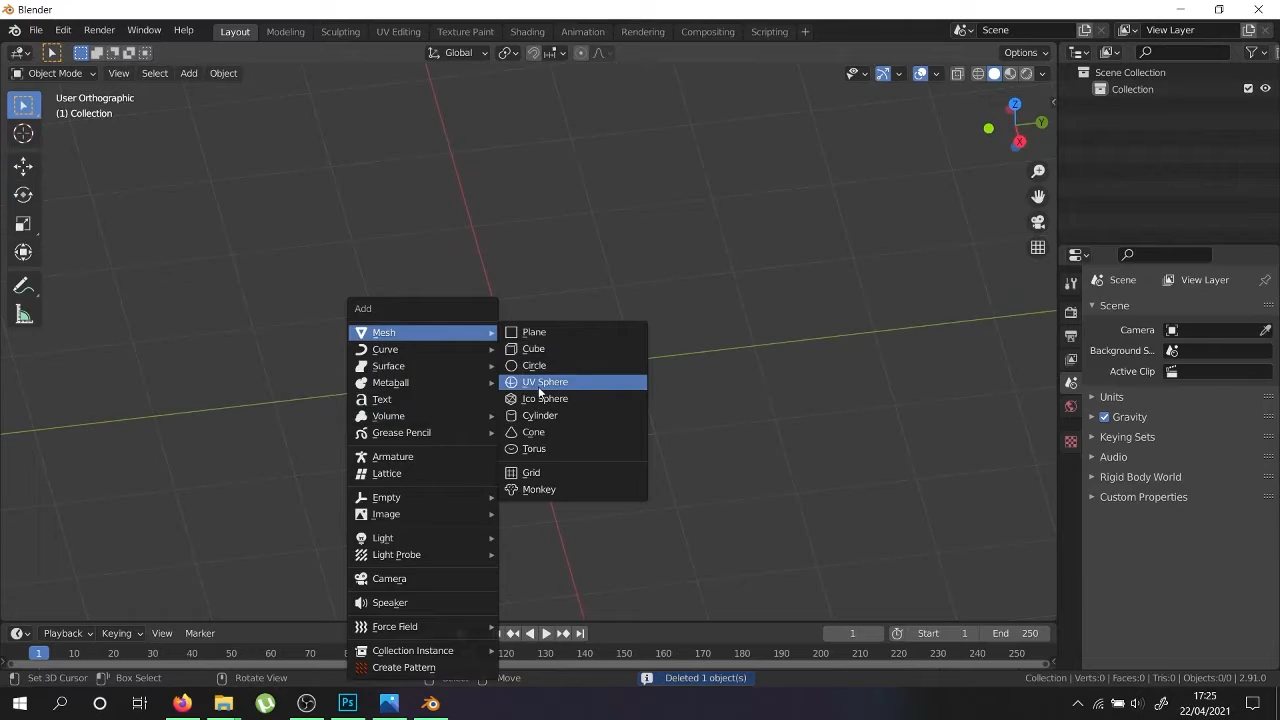 Blender
File Edit Render Window Help Layout Modeling Sculpting UV Editing Texture Paint Shading Animation Rendering Compositing Scripting + Scene View Layer
Global Options
Object Mode View Select Add Object
Scene Collection
Collection
User Orthographic
(1) Collection
Z
Y
X
Scene View Layer
Scene
Camera
Background S...
Active Clip
Units
Gravity
Keying Sets
Audio
Rigid Body World
Custom Properties
Add
Mesh
Curve
Surface
Metaball
Text
Volume
Grease Pencil
Armature
Lattice
Empty
Image
Light
Light Probe
Camera
Speaker
Force Field
Collection Instance
Create Pattern
Plane
Cube
Circle
UV Sphere
Ico Sphere
Cylinder
Cone
Torus
Grid
Monkey
Playback Keying View Marker 1 Start 1 End 250
1 10 20 30 40 50 60 70 80 90 100 110 120 130 140 150 160 170 180 190 200 210 220 230 240 250
Set 3D Cursor Box Select Rotate View Select Move Deleted 1 object(s) Collection | Verts:0 | Faces:0 | Tris:0 | Objects:0/0 | 2.91.0
Ps
17:25
22/04/2021